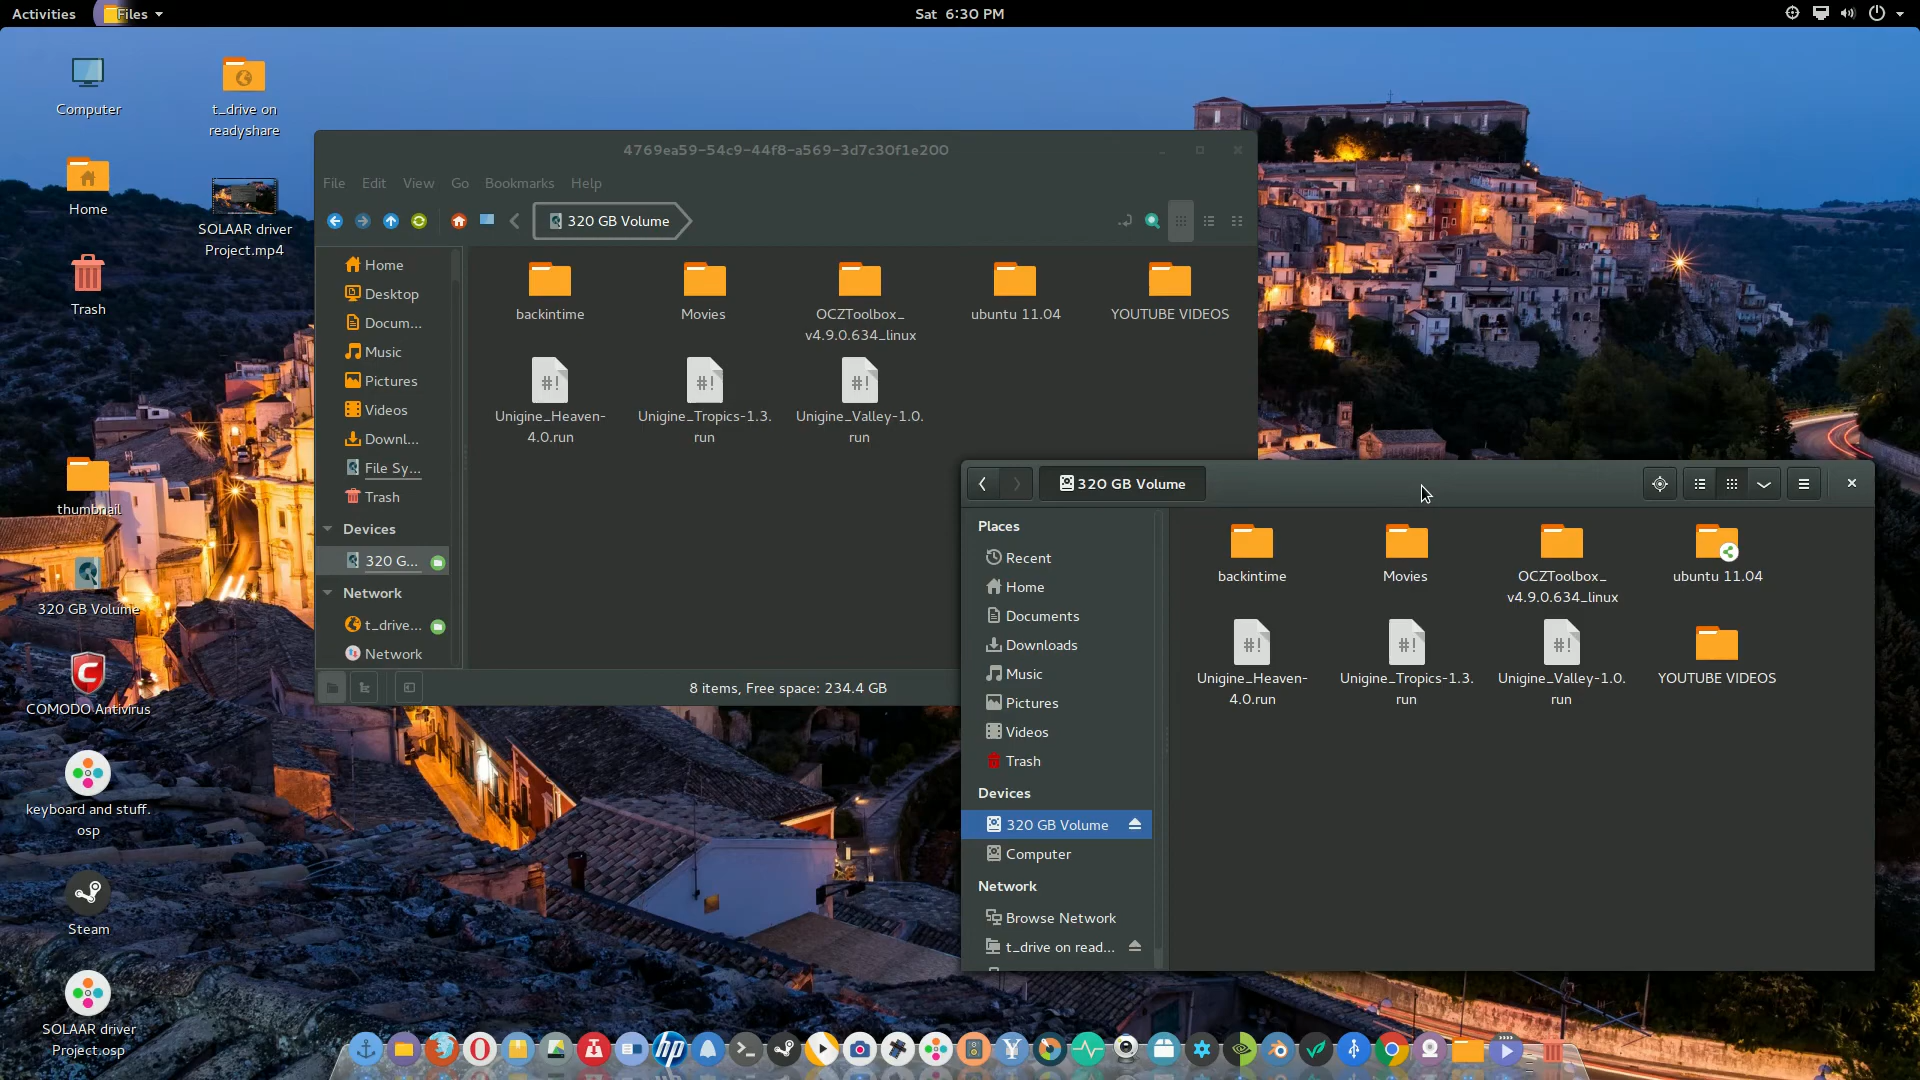 Activities
Files
Sat 6:30 PM
Computer
t_drive on
readyshare
Home
SOLAAR driver
Project.mp4
Trash
thumbnail
320 GB Volume
COMODO Antivirus
keyboard and stuff.
osp
Steam
SOLAAR driver
Project.osp
4769ea59-54c9-44f8-a569-3d7c30f1e200
File Edit View Go Bookmarks Help
320 GB Volume
Home
Desktop
Docum...
Music
Pictures
Videos
Downl...
File Sy...
Trash
Devices
320 G...
Network
t_drive...
Network
backintime
Movies
OCZToolbox_
v4.9.0.634_linux
ubuntu 11.04
YOUTUBE VIDEOS
#!
Unigine_Heaven-
4.0.run
#!
Unigine_Tropics-1.3.
run
#!
Unigine_Valley-1.0.
run
8 items, Free space: 234.4 GB
320 GB Volume
Places
Recent
Home
Documents
Downloads
Music
Pictures
Videos
Trash
Devices
320 GB Volume
Computer
Network
Browse Network
t_drive on read...
backintime
Movies
OCZToolbox_
v4.9.0.634_linux
ubuntu 11.04
#!
Unigine_Heaven-
4.0.run
#!
Unigine_Tropics-1.3.
run
#!
Unigine_Valley-1.0.
run
YOUTUBE VIDEOS
hp